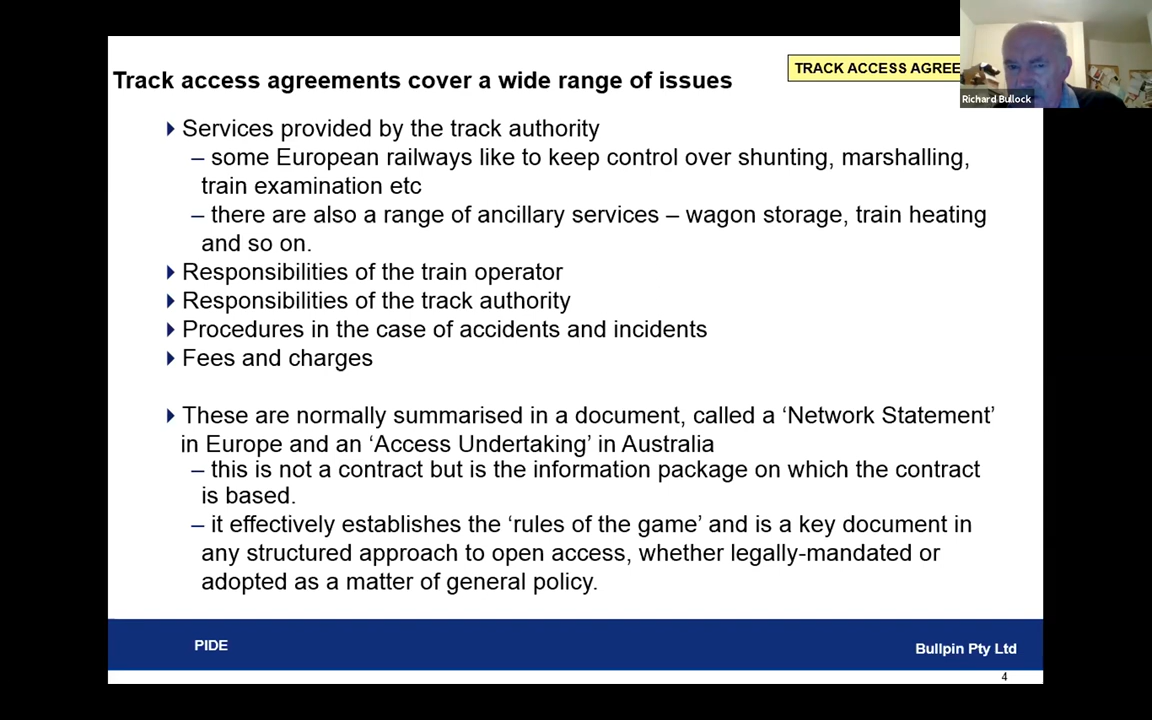 Track access agreements cover a wide range of issues
TRACK ACCESS AGREE
Richard Bullock
Services provided by the track authority
– some European railways like to keep control over shunting, marshalling,
train examination etc
– there are also a range of ancillary services – wagon storage, train heating
and so on.
Responsibilities of the train operator
Responsibilities of the track authority
Procedures in the case of accidents and incidents
Fees and charges
These are normally summarised in a document, called a ‘Network Statement’
in Europe and an ‘Access Undertaking’ in Australia
– this is not a contract but is the information package on which the contract
is based.
– it effectively establishes the ‘rules of the game’ and is a key document in
any structured approach to open access, whether legally-mandated or
adopted as a matter of general policy.
PIDE
Bullpin Pty Ltd
4